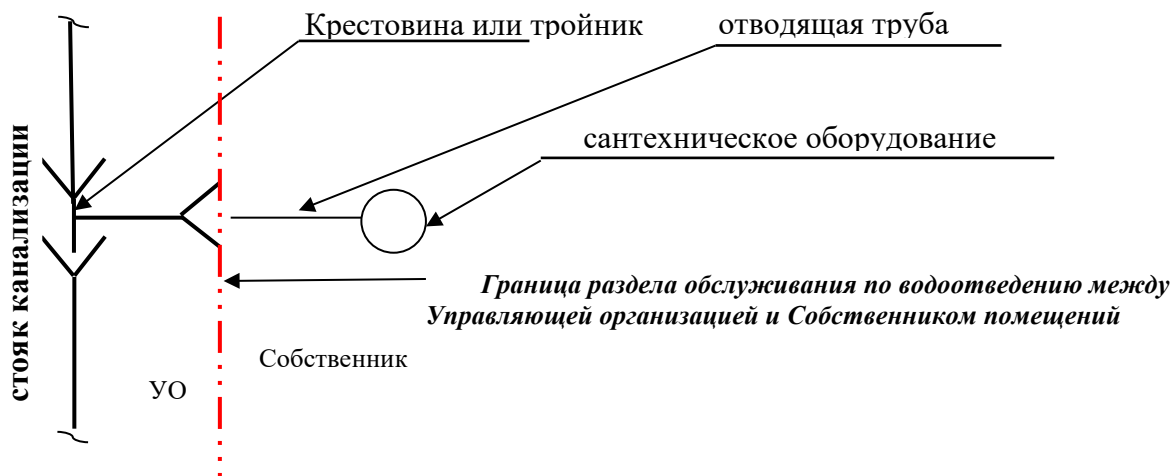 Крестовина или тройник
отводящая труба
сантехническое оборудование
стояк канализации
Граница раздела обслуживания по водоотведению между
Управляющей организацией и Собственником помещений
Собственник
УО